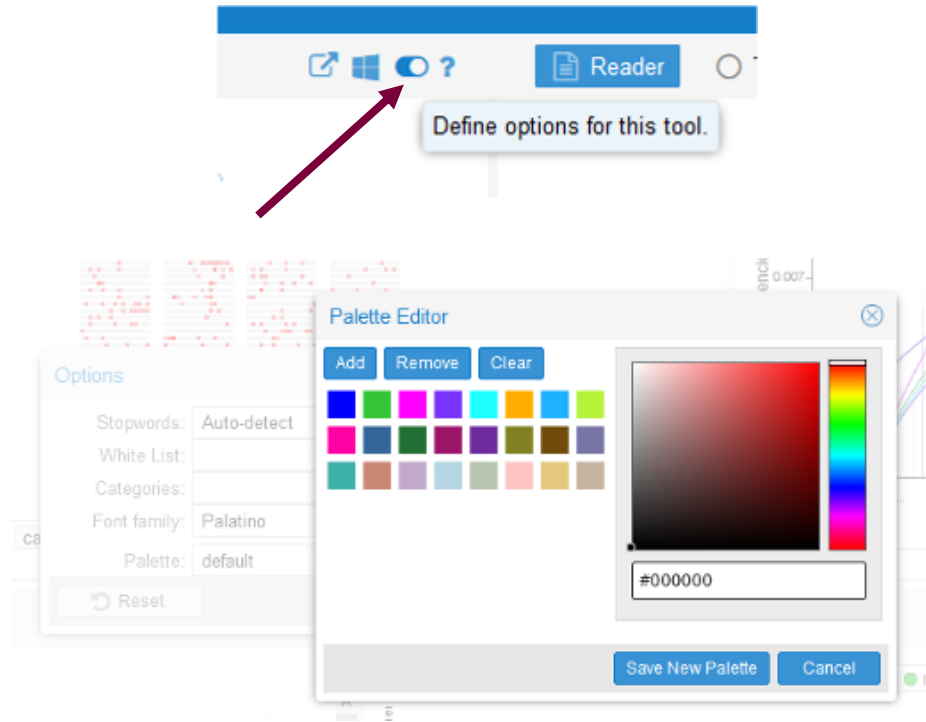 ?
Reader
Define options for this tool.
0.007
Palette Editor
Add
Remove
Clear
Options
Stopwords: Auto-detect
White List:
Categories:
Font family: Palatino
Palette: default
Reset
#000000
Save New Palette
Cancel